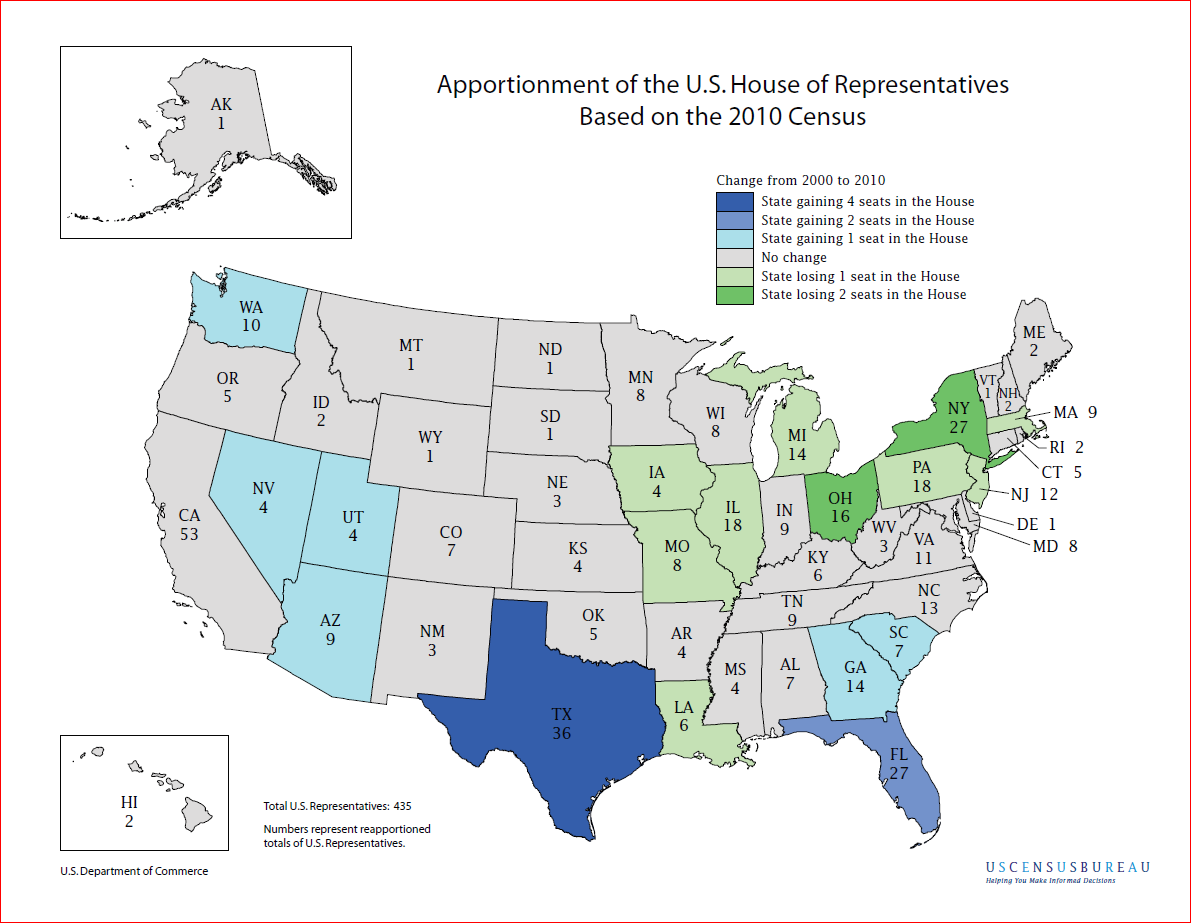 Apportionment of the U.S. House of Representatives
Based on the 2010 Census
AK
1
Change from 2000 to 2010
State gaining 4 seats in the House
State gaining 2 seats in the House
State gaining 1 seat in the House
No change
State losing 1 seat in the House
State losing 2 seats in the House
WA
10
OR
5
ID
2
MT
1
ND
1
MN
8
SD
1
WI
8
WY
1
MI
14
ME
2
VT
1
NH
2
NY
27
MA 9
RI 2
CT 5
NJ 12
DE 1
MD 8
PA
18
NV
4
UT
4
CA
53
CO
7
NE
3
IA
4
IL
18
IN
9
OH
16
WV
3
VA
11
KS
4
MO
8
KY
6
NC
13
TN
9
SC
7
AZ
9
NM
3
OK
5
AR
4
MS
4
AL
7
GA
14
TX
36
LA
6
FL
27
HI
2
Total U.S. Representatives: 435
Numbers represent reapportioned
totals of U.S. Representatives.
U.S. Department of Commerce
USCENSUSBUREAU
Helping You Make Informed Decisions